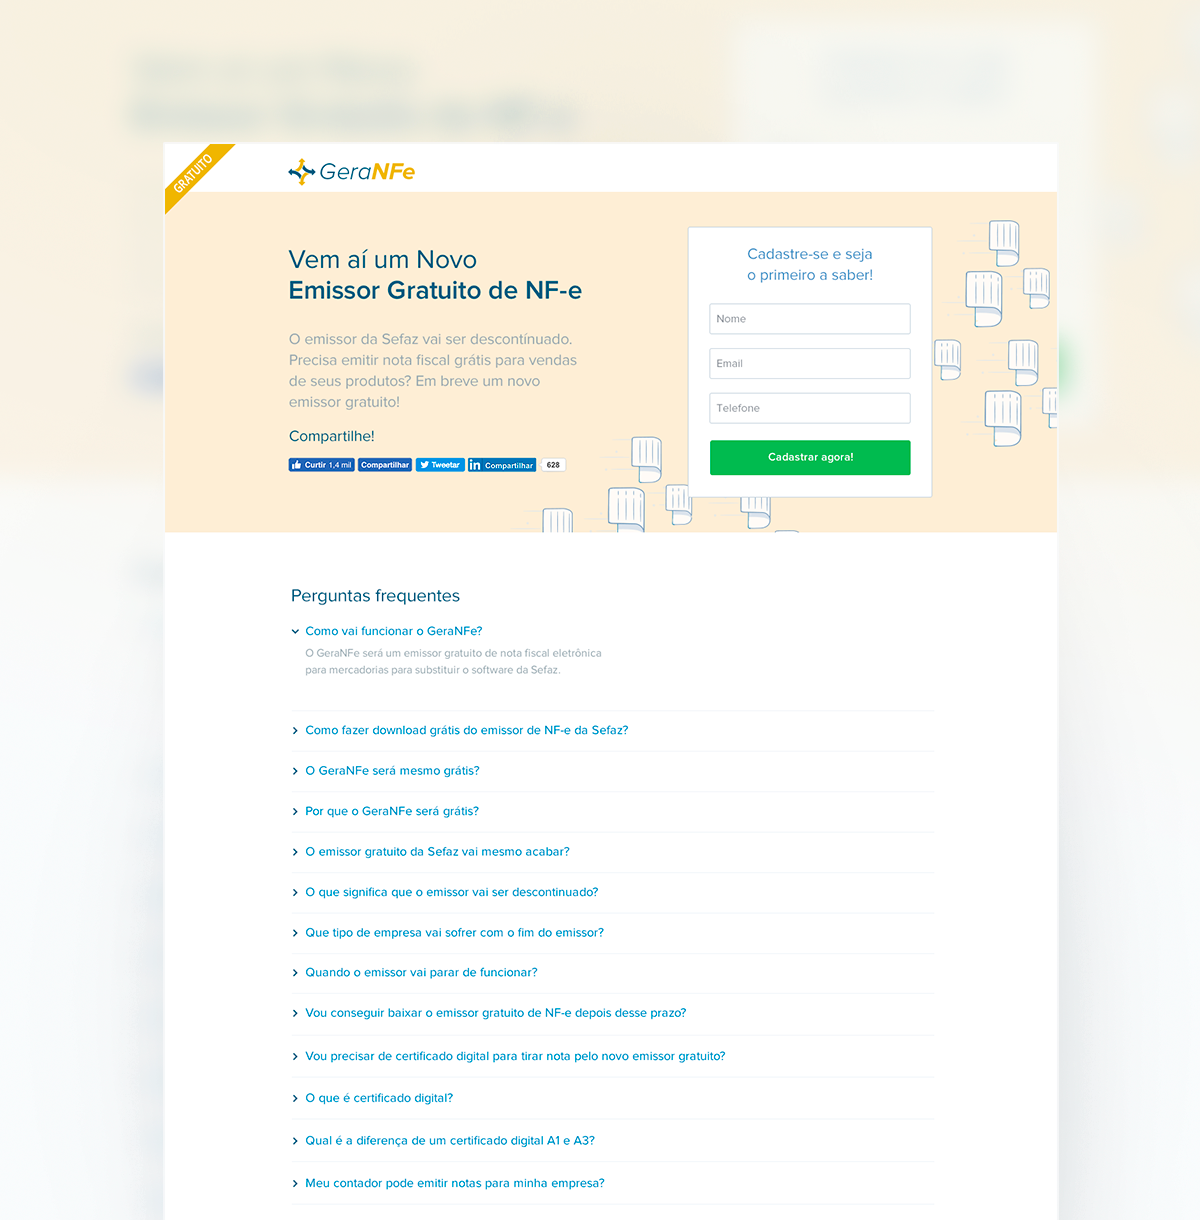 GRATUITO
GeraNFe
Vem aí um Novo
Emissor Gratuito de NF-e
O emissor da Sefaz vai ser descontínuado.
Precisa emitir nota fiscal grátis para vendas
de seus produtos? Em breve um novo
emissor gratuito!
Compartilhe!
Curtir 1,4 mil
Compartilhar
Tweetar
in Compartilhar
628
Cadastre-se e seja
o primeiro a saber!
Nome
Email
Telefone
Cadastrar agora!
Perguntas frequentes
Como vai funcionar o GeraNFe?
O GeraNFe será um emissor gratuito de nota fiscal eletrônica
para mercadorias para substituir o software da Sefaz.
Como fazer download grátis do emissor de NF-e da Sefaz?
O GeraNFe será mesmo grátis?
Por que o GeraNFe será grátis?
O emissor gratuito da Sefaz vai mesmo acabar?
O que significa que o emissor vai ser descontinuado?
Que tipo de empresa vai sofrer com o fim do emissor?
Quando o emissor vai parar de funcionar?
Vou conseguir baixar o emissor gratuito de NF-e depois desse prazo?
Vou precisar de certificado digital para tirar nota pelo novo emissor gratuito?
O que é certificado digital?
Qual é a diferença de um certificado digital A1 e A3?
Meu contador pode emitir notas para minha empresa?